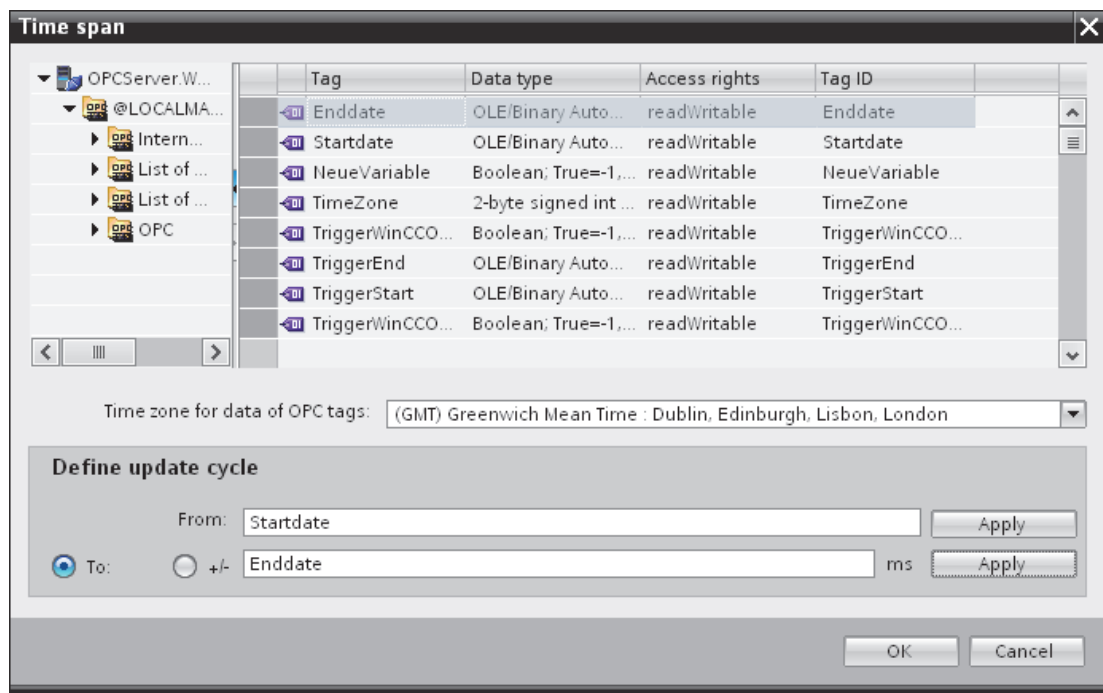 Time span
OPCServer.W...
@LOCALMA...
Intern...
List of ...
List of ...
OPC
Tag Data type Access rights Tag ID
Enddate OLE/Binary Auto... readWritable Enddate
Startdate OLE/Binary Auto... readWritable Startdate
NeueVariable Boolean; True=-1,... readWritable NeueVariable
TimeZone 2-byte signed int ... readWritable TimeZone
TriggerWinCCO... Boolean; True=-1,... readWritable TriggerWinCCO...
TriggerEnd OLE/Binary Auto... readWritable TriggerEnd
TriggerStart OLE/Binary Auto... readWritable TriggerStart
TriggerWinCCO... Boolean; True=-1,... readWritable TriggerWinCCO...
Time zone for data of OPC tags: (GMT) Greenwich Mean Time : Dublin, Edinburgh, Lisbon, London
Define update cycle
From: Startdate Apply
To: +/- Enddate ms Apply
OK Cancel